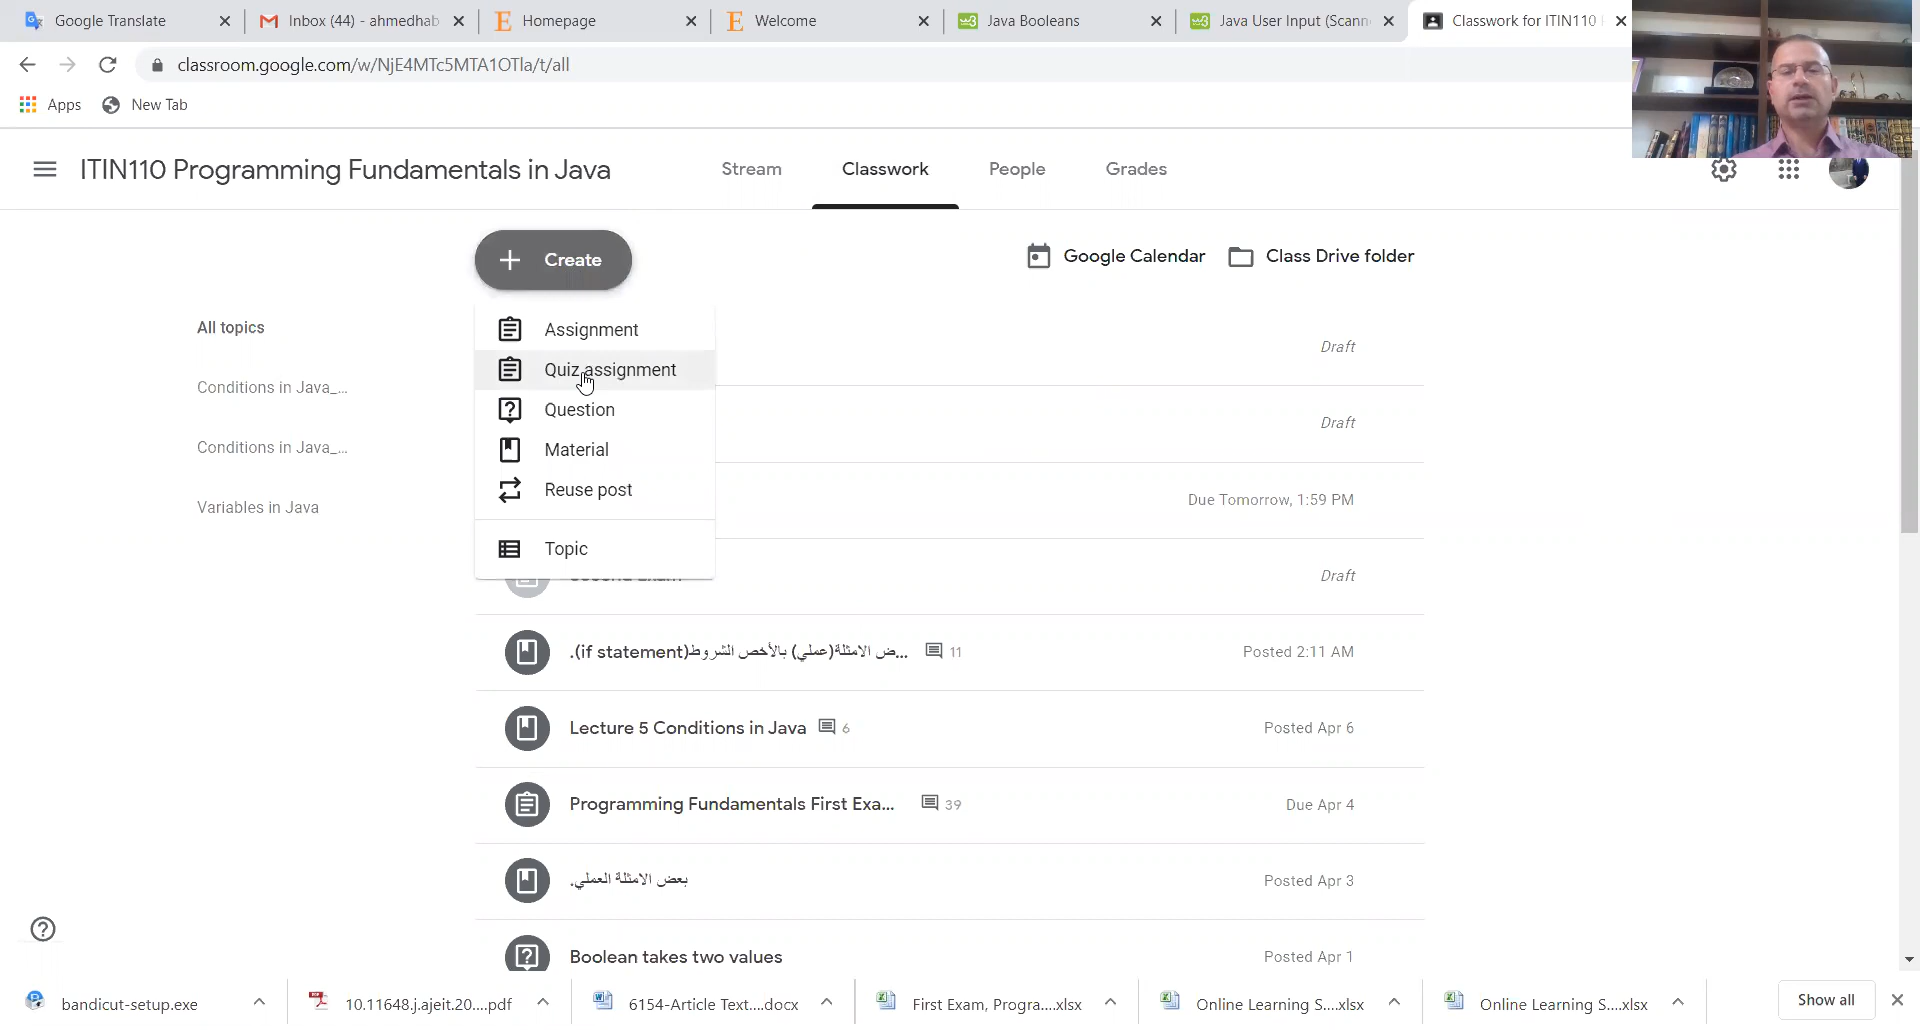 Google Translate
Inbox (44) - ahmedhab
Homepage
Welcome
Java Booleans
Java User Input (Scann
Classwork for ITIN110
classroom.google.com/w/NjE4MTc5MTA1OTIa/t/all
Apps
New Tab
ITIN110 Programming Fundamentals in Java
Stream
Classwork
People
Grades
Create
Google Calendar
Class Drive folder
All topics
Conditions in Java_...
Conditions in Java_...
Variables in Java
Assignment
Quiz assignment
Question
Material
Reuse post
Topic
Draft
Draft
Due Tomorrow, 1:59 PM
Draft
...ض الامثلة(عملي) بالأخص الشروط(if statement).
11
Posted 2:11 AM
Lecture 5 Conditions in Java
6
Posted Apr 6
Programming Fundamentals First Exa...
39
Due Apr 4
بعض الامثلة العملي.
Posted Apr 3
Boolean takes two values
Posted Apr 1
bandicut-setup.exe
10.11648.j.ajeit.20....pdf
6154-Article Text....docx
First Exam, Progra....xlsx
Online Learning S....xlsx
Online Learning S....xlsx
Show all